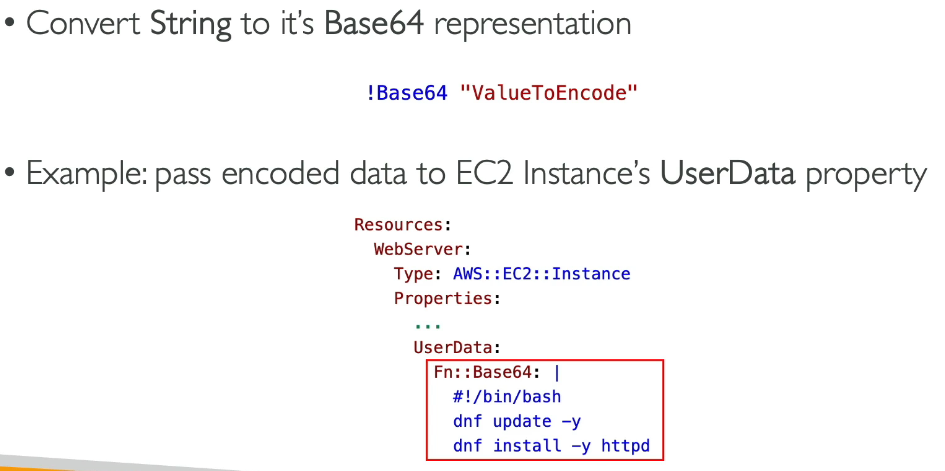 • Convert String to it's Base64 representation
!Base64 "ValueToEncode"
• Example: pass encoded data to EC2 Instance's UserData property
Resources:
  WebServer:
    Type: AWS::EC2::Instance
    Properties:
      ...
      UserData:
        Fn::Base64: |
          #!/bin/bash
          dnf update -y
          dnf install -y httpd